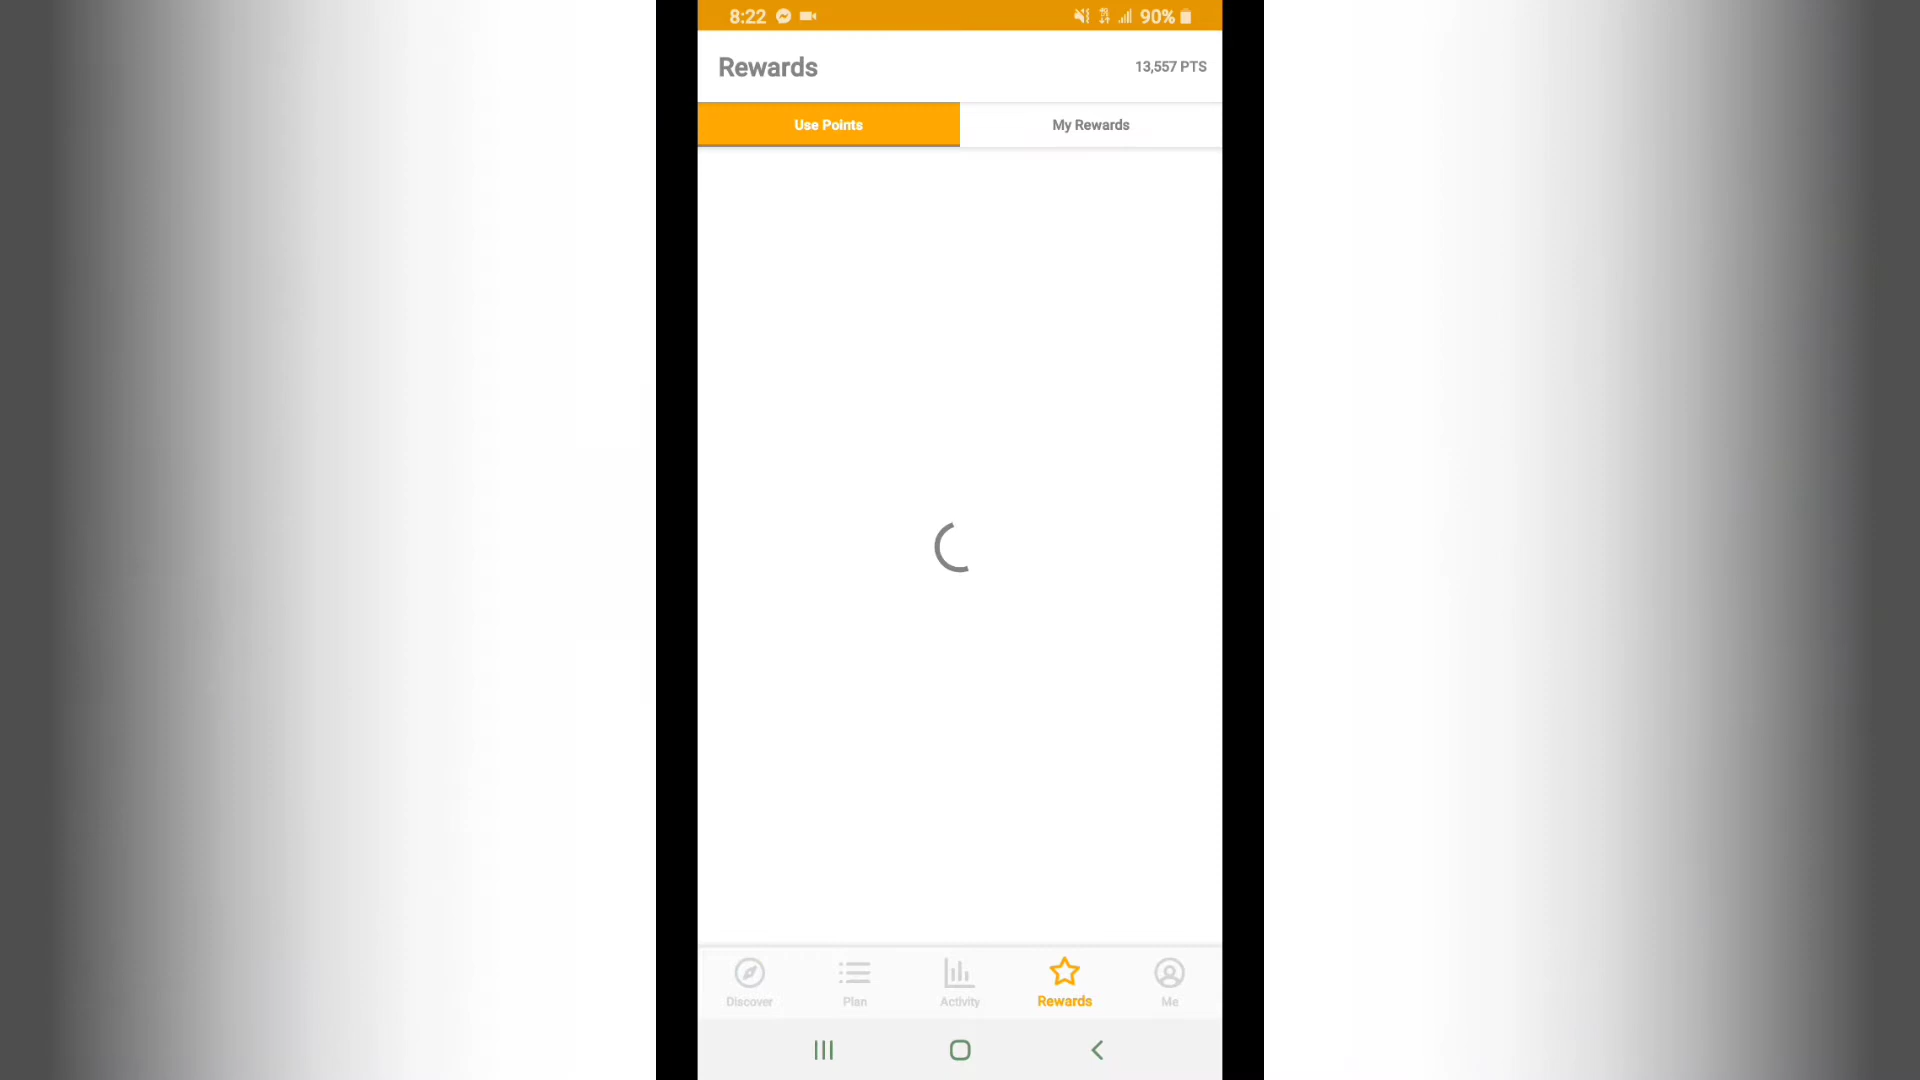 8:22 90%
Rewards 13,557 PTS
Use Points My Rewards
Discover Plan Activity Rewards Me